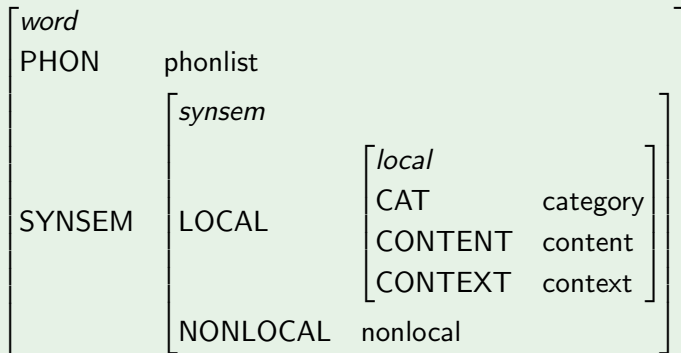 word
PHON phonlist
synsem
local
CAT category
SYNSEM LOCAL
CONTENT content
CONTEXT context
NONLOCAL nonlocal